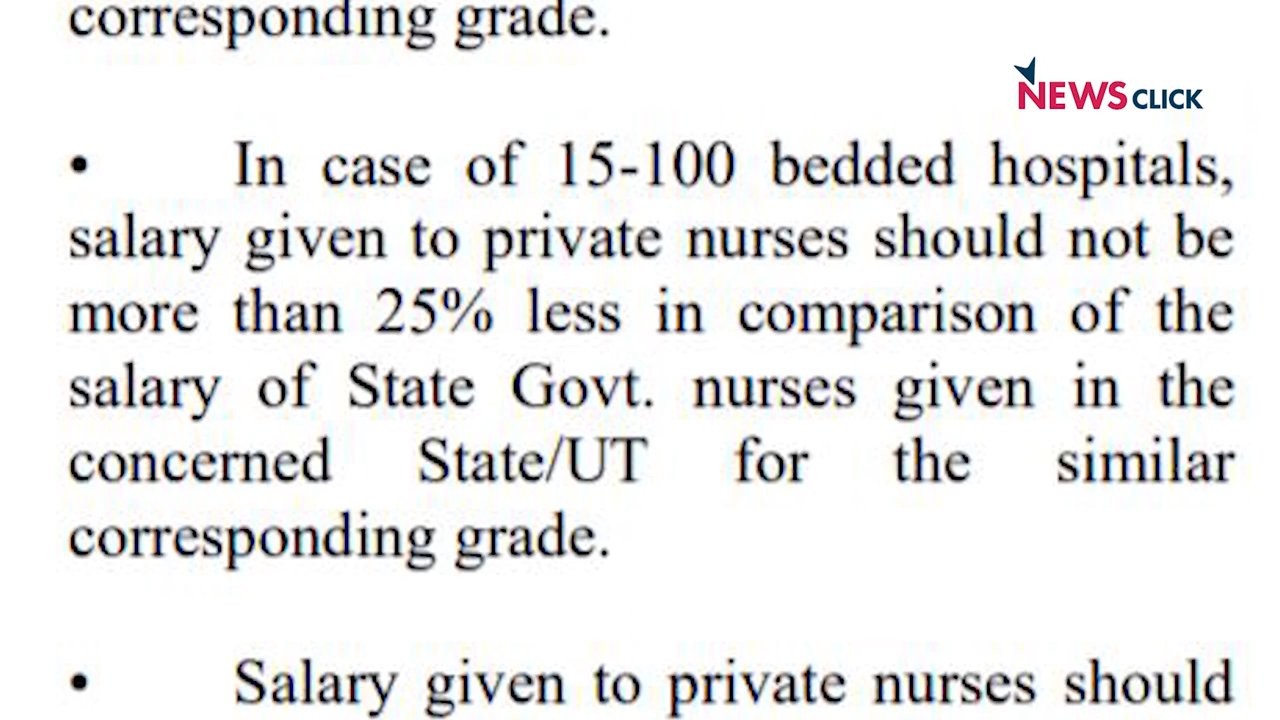 corresponding grade.
NEWS CLICK
• In case of 15-100 bedded hospitals,
salary given to private nurses should not be
more than 25% less in comparison of the
salary of State Govt. nurses given in the
concerned State/UT for the similar
corresponding grade.
• Salary given to private nurses should